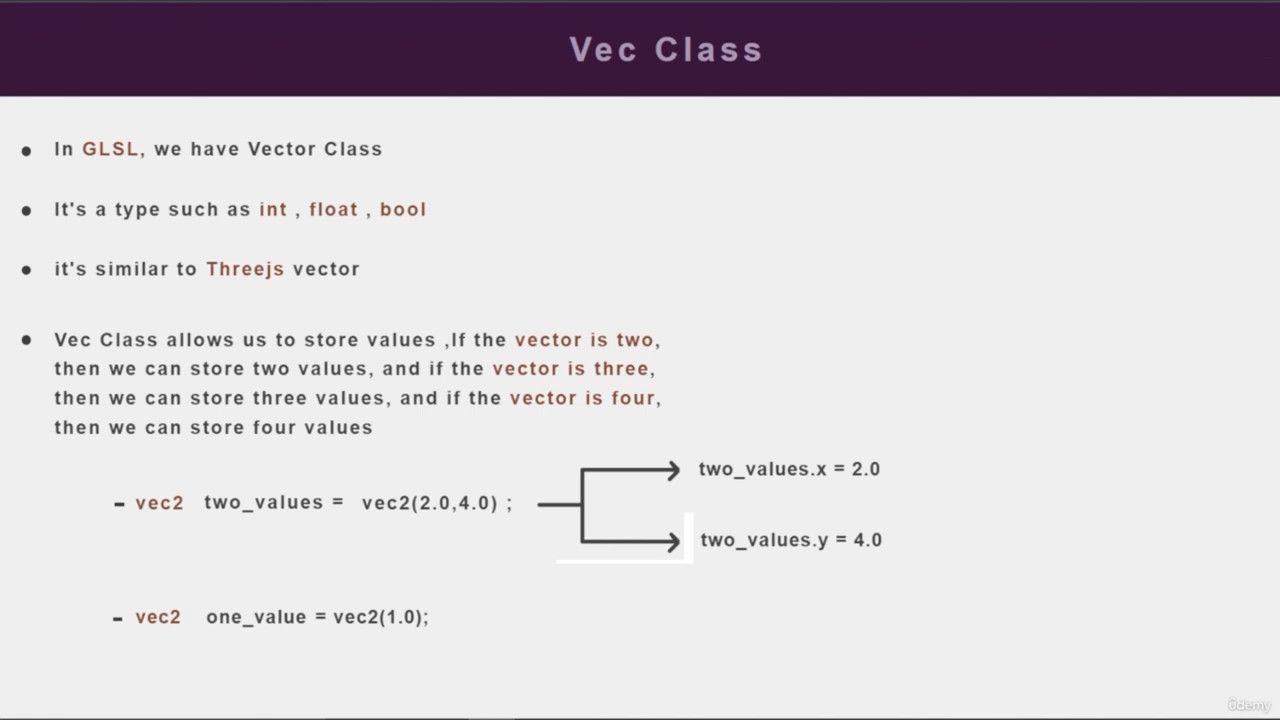 Vec Class
In GLSL, we have Vector Class
It's a type such as int , float , bool
it's similar to Threejs vector
Vec Class allows us to store values ,If the vector is two,
then we can store two values, and if the vector is three,
then we can store three values, and if the vector is four,
then we can store four values
two_values.x = 2.0
- vec2 two_values = vec2(2.0,4.0) ;
two_values.y = 4.0
- vec2 one_value = vec2(1.0);
ûdemy